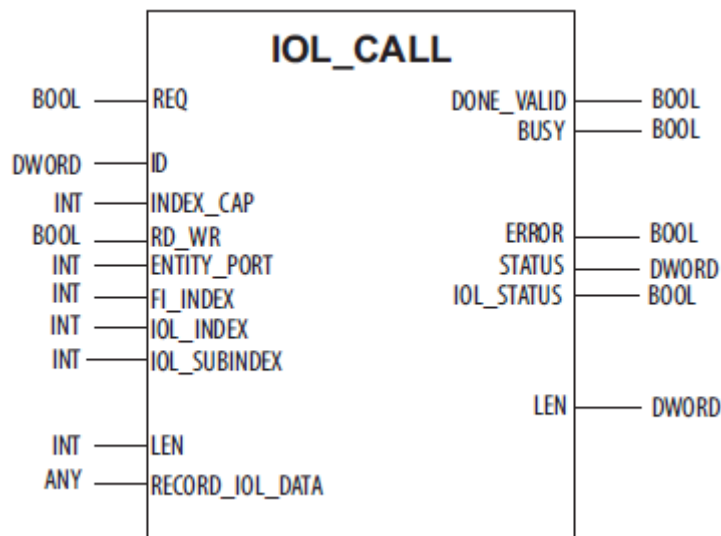 IOL_CALL
BOOL REQ DONE_VALID BOOL
BUSY BOOL
DWORD ID
INT INDEX_CAP
BOOL RD_WR ERROR BOOL
INT ENTITY_PORT STATUS DWORD
INT FI_INDEX IOL_STATUS BOOL
INT IOL_INDEX
INT IOL_SUBINDEX
LEN DWORD
INT LEN
ANY RECORD_IOL_DATA